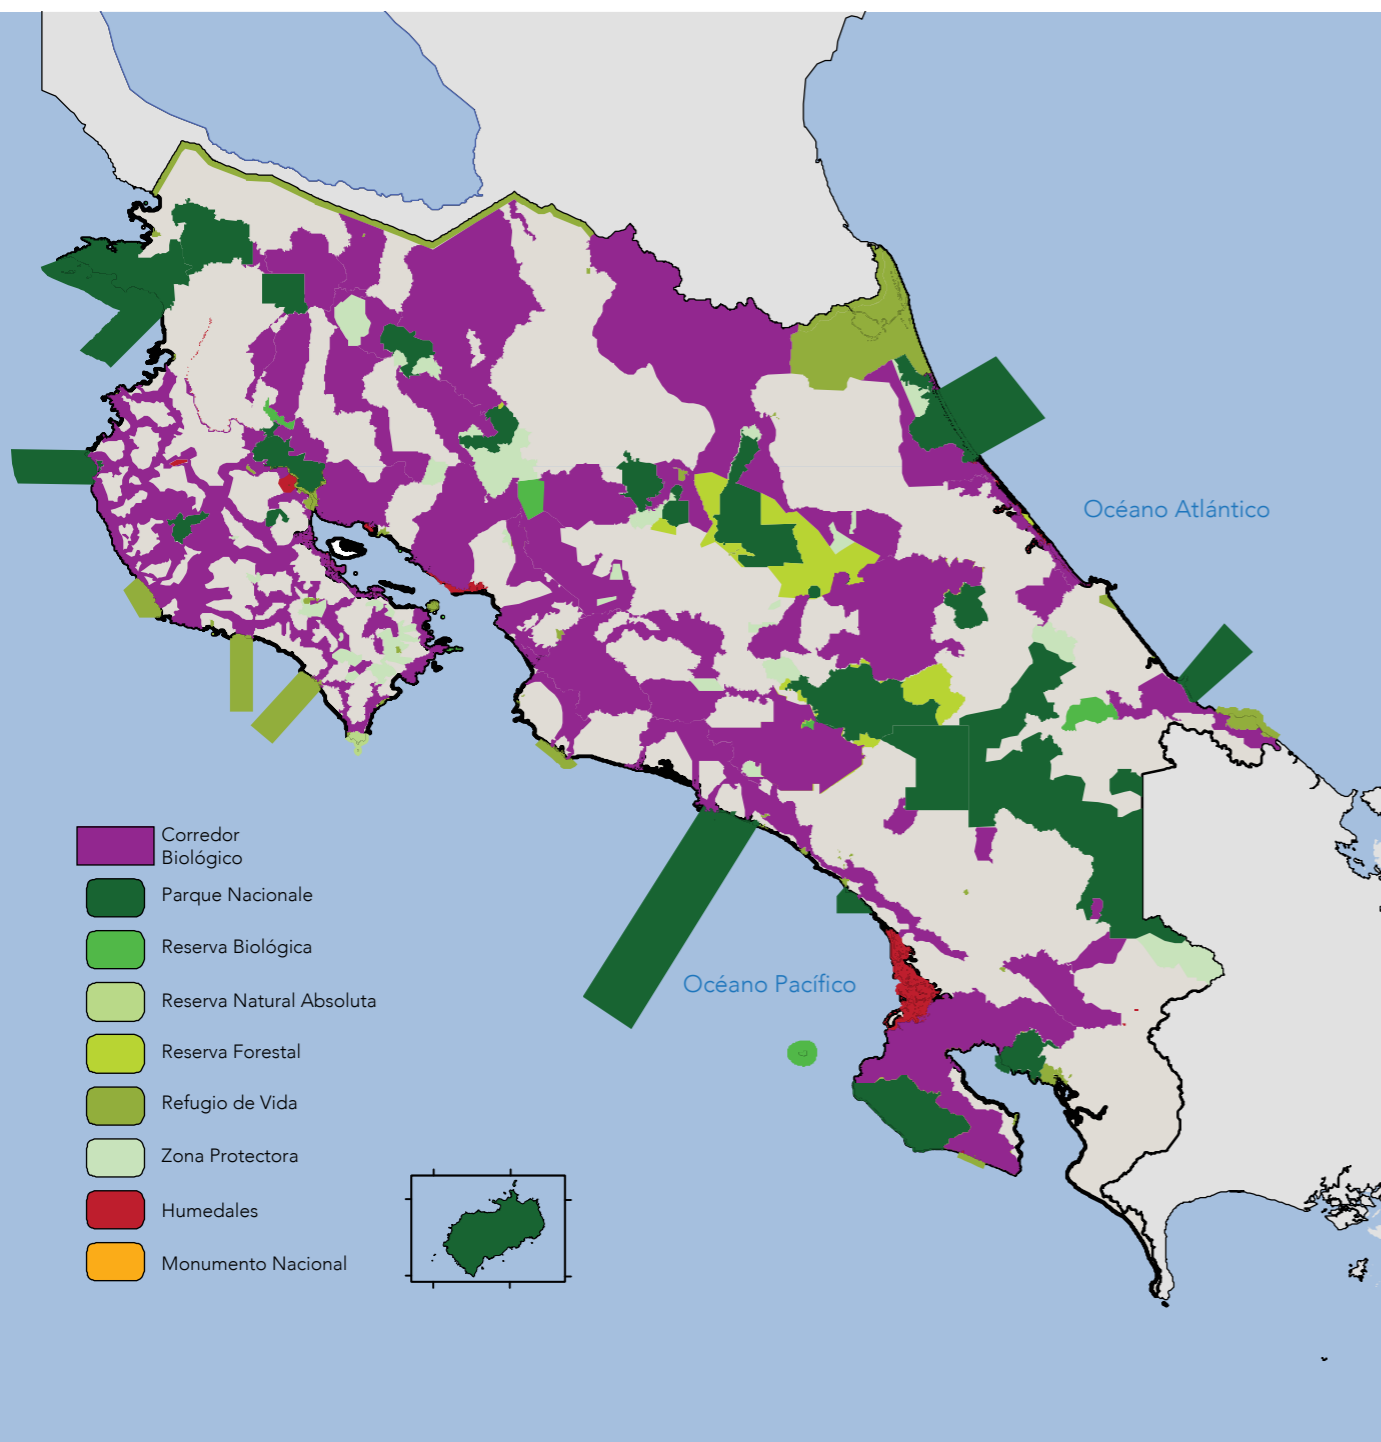 Océano Atlántico
Océano Pacífico
Corredor
Biológico
Parque Nacionale
Reserva Biológica
Reserva Natural Absoluta
Reserva Forestal
Refugio de Vida
Zona Protectora
Humedales
Monumento Nacional